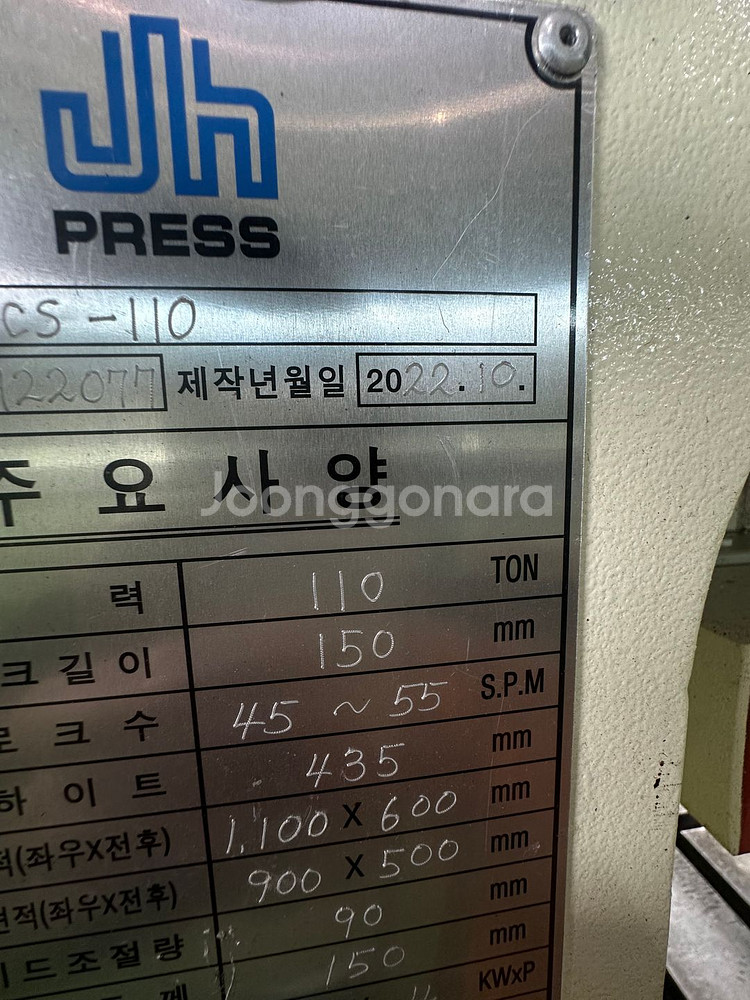 Jh
PRESS
CS-110
122077 제작년월일 2022.10.
주요사양
Joonggonara
력 110 TON
크길이 150 mm
로크수 45 ~ 55 S.P.M
하이트 435 mm
적(좌우X전후) 1,100 X 600 mm
면적(좌우X전후) 900 X 500 mm
드조절량 90 mm
150 mm
KWxP